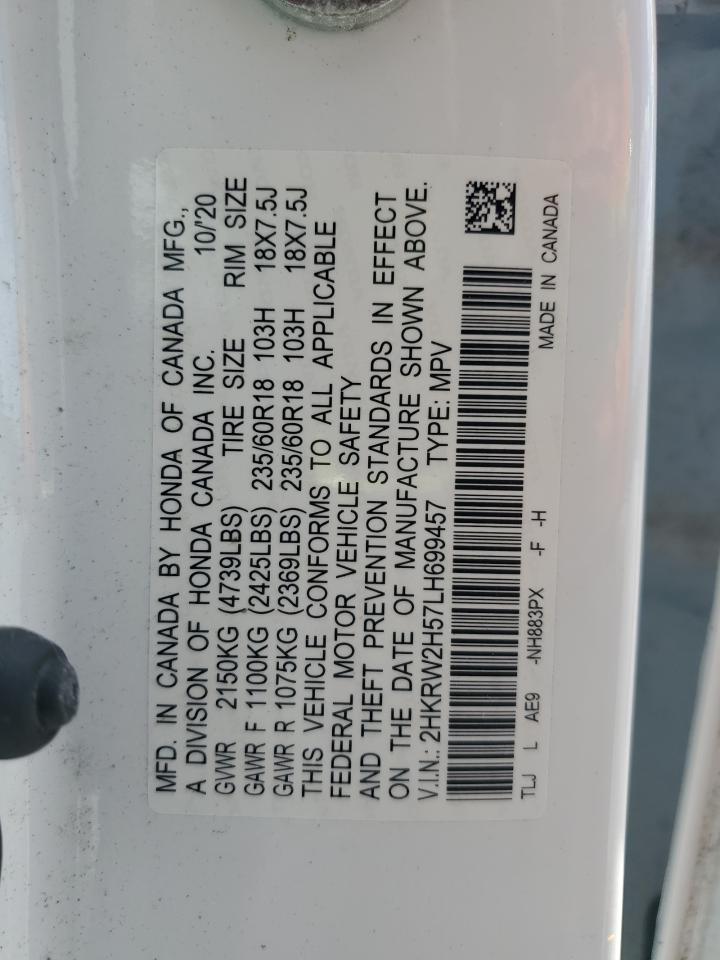 MFD. IN CANADA BY HONDA OF CANADA MFG.,
A DIVISION OF HONDA CANADA INC. 10/'20
GVWR 2150KG (4739LBS) TIRE SIZE RIM SIZE
GAWR F 1100KG (2425LBS) 235/60R18 103H 18X7.5J
GAWR R 1075KG (2369LBS) 235/60R18 103H 18X7.5J
THIS VEHICLE CONFORMS TO ALL APPLICABLE
FEDERAL MOTOR VEHICLE SAFETY
AND THEFT PREVENTION STANDARDS IN EFFECT
ON THE DATE OF MANUFACTURE SHOWN ABOVE.
V.I.N.: 2HKRW2H57LH699457 TYPE: MPV
TLJ L AE9 -NH883PX -F -H
MADE IN CANADA